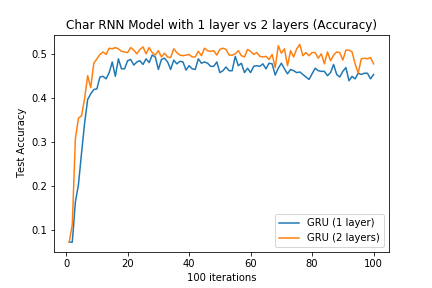 Char RNN Model with 1 layer vs 2 layers (Accuracy)
Test Accuracy
0.5
0.4
0.3
0.2
0.1
0 20 40 60 80 100
100 iterations
GRU (1 layer)
GRU (2 layers)